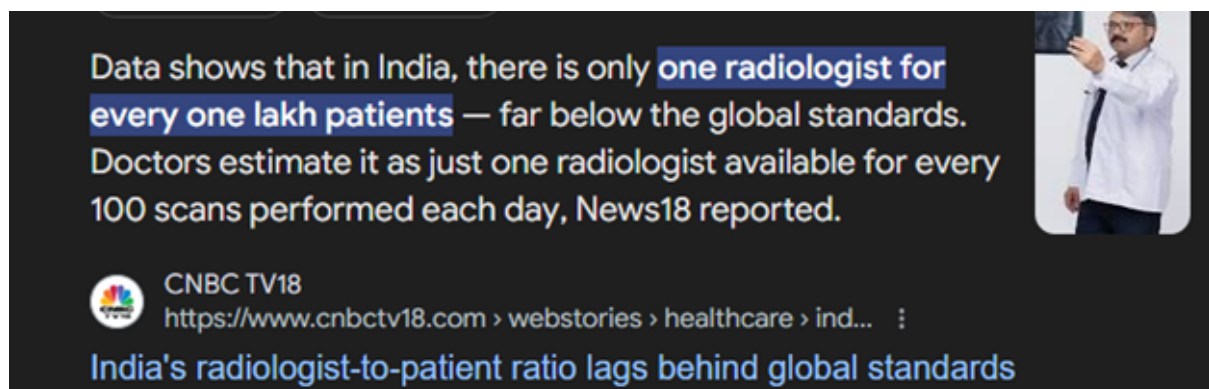 Data shows that in India, there is only one radiologist for
every one lakh patients — far below the global standards.
Doctors estimate it as just one radiologist available for every
100 scans performed each day, News18 reported.
CNBC TV18
https://www.cnbctv18.com › webstories › healthcare › ind...
India's radiologist-to-patient ratio lags behind global standards